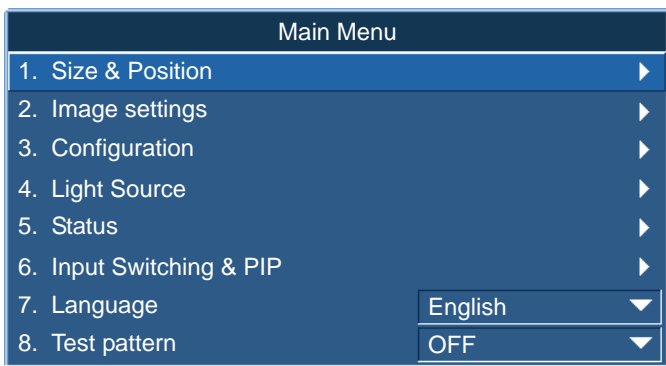 Main Menu
1. Size & Position
2. Image settings
3. Configuration
4. Light Source
5. Status
6. Input Switching & PIP
7. Language English
8. Test pattern OFF